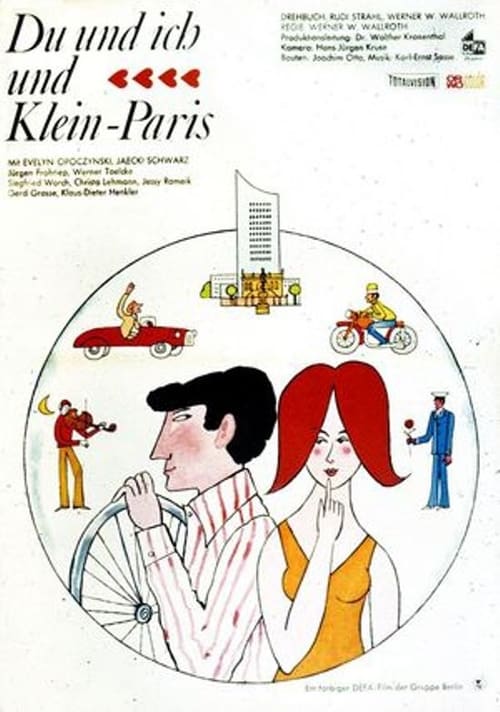 Du und ich
und
Klein-Paris
Mit EVELYN OPOCZYNSKI, JAECKI SCHWARZ
Jürgen Frohriep, Werner Toelcke
Siegfried Worch, Christa Lehmann, Jessy Rameik
Gerd Grasse, Klaus-Dieter Henkler
DREHBUCH: RUDI STRAHL, WERNER W. WALLROTH
REGIE: WERNER W. WALLROTH
Produktionsleitung: Dr. Walther Kronenthal
Kamera: Hans Jürgen Kruse
Bauten: Joachim Otto, Musik: Karl-Ernst Sasse
DEFA
TOTALVISION
ORWO COLOR
Ein farbiger DEFA-Film der Gruppe Berlin